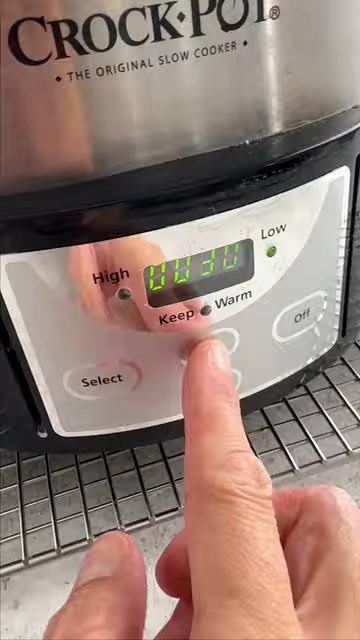 CROCK·POT®
• THE ORIGINAL SLOW COOKER •
Low
High
Keep Warm
Off
Select